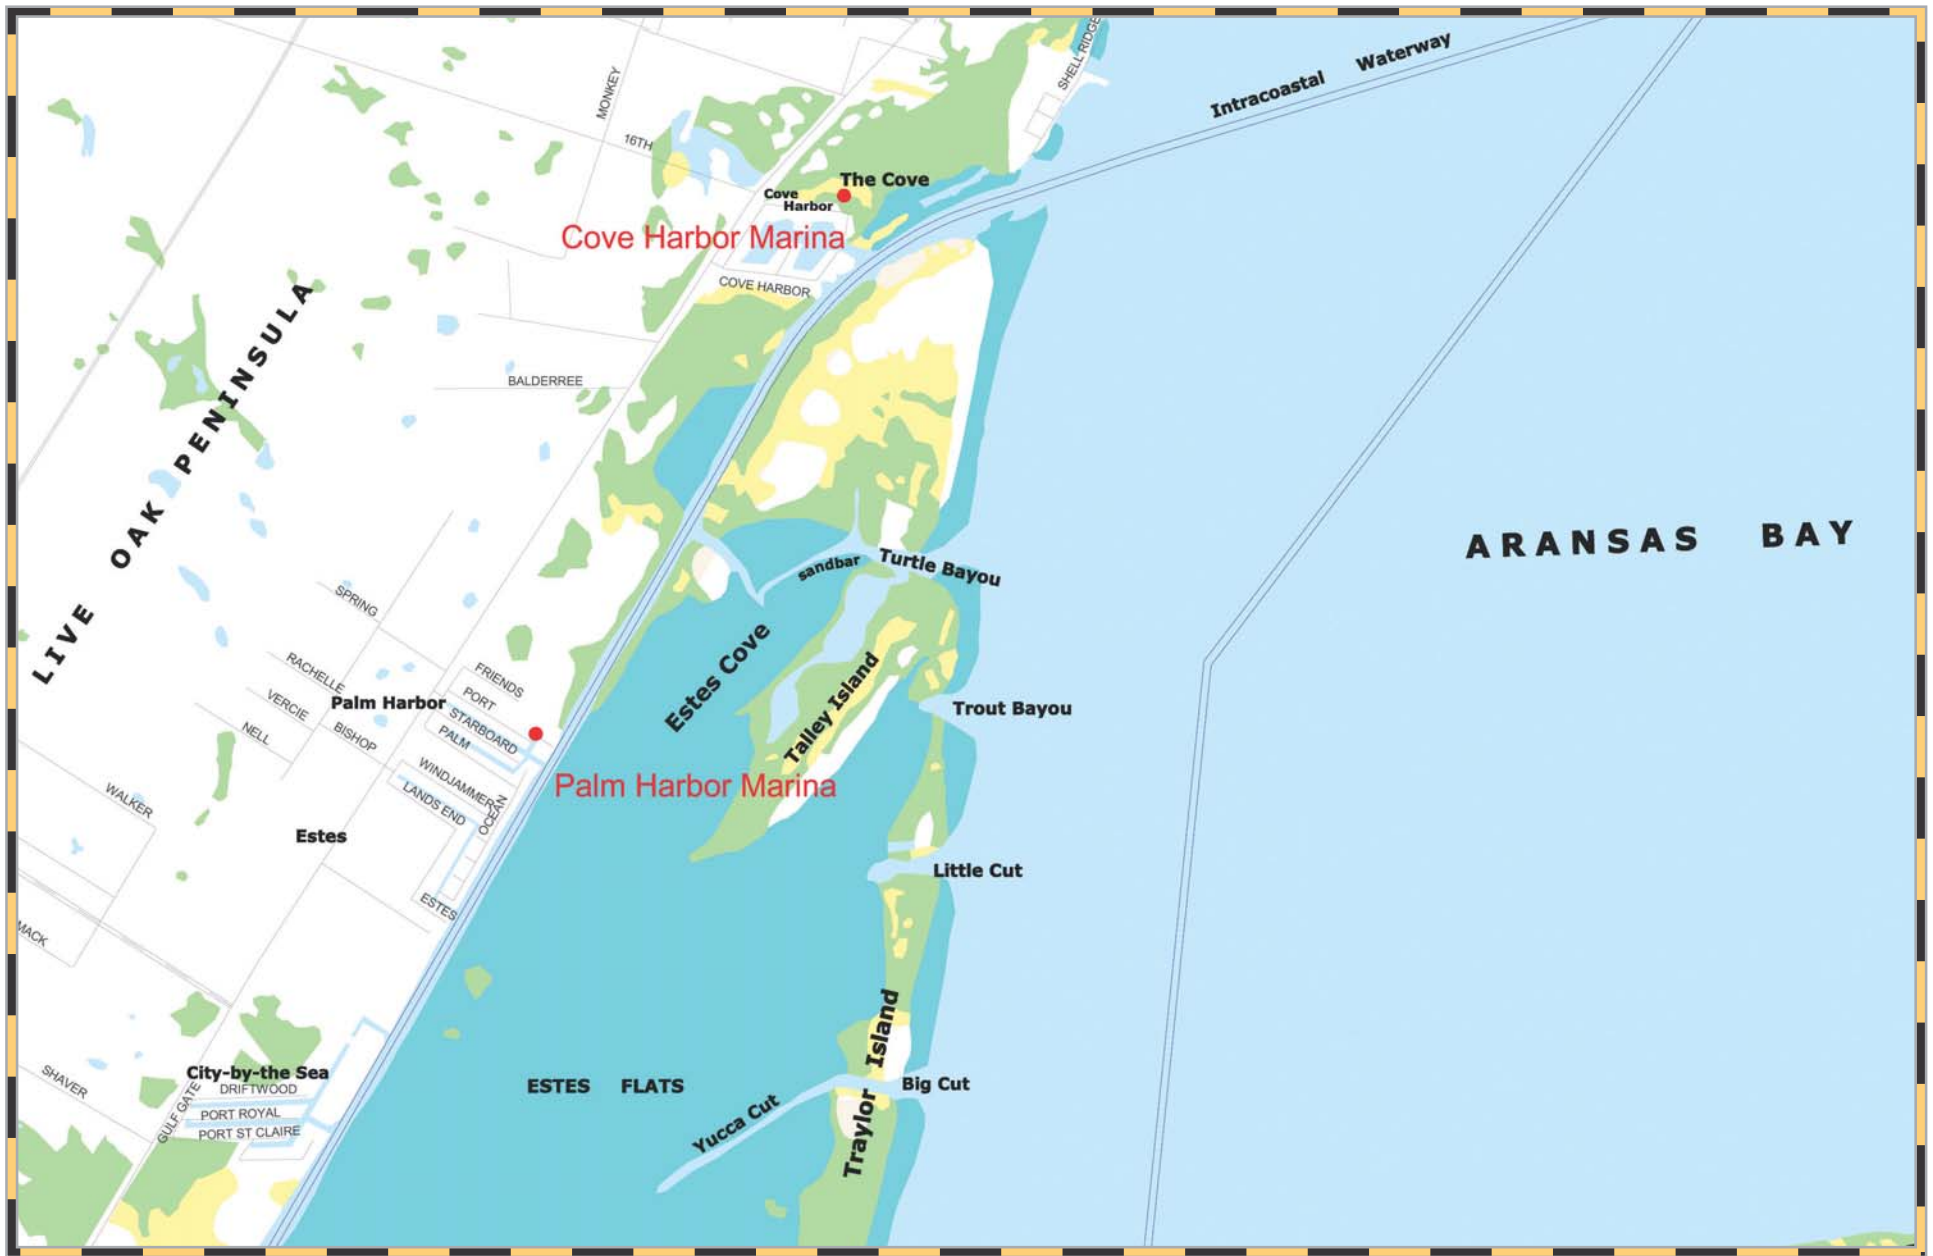 SHELL RIDGE
Intracoastal Waterway
MONKEY
16TH
The Cove
Cove
Harbor
Cove Harbor Marina
COVE HARBOR
LIVE OAK PENINSULA
BALDERREE
ARANSAS BAY
Turtle Bayou
sandbar
SPRING
Estes Cove
RACHELLE
FRIENDS
Talley Island
VERCIE
Palm Harbor
PORT
Trout Bayou
NELL
BISHOP
STARBOARD
PALM
WINDJAMMER
Palm Harbor Marina
WALKER
LANDS END
OCEAN
Estes
Little Cut
ESTES
MACK
Traylor Island
City-by-the Sea
SHAVER
DRIFTWOOD
ESTES FLATS
Big Cut
GULF GATE
PORT ROYAL
Yucca Cut
PORT ST CLAIRE